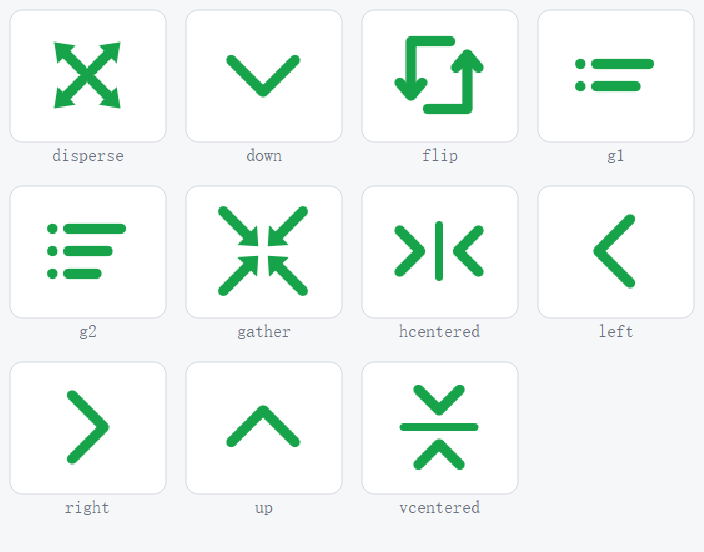 disperse down flip g1
g2 gather hcentered left
right up vcentered